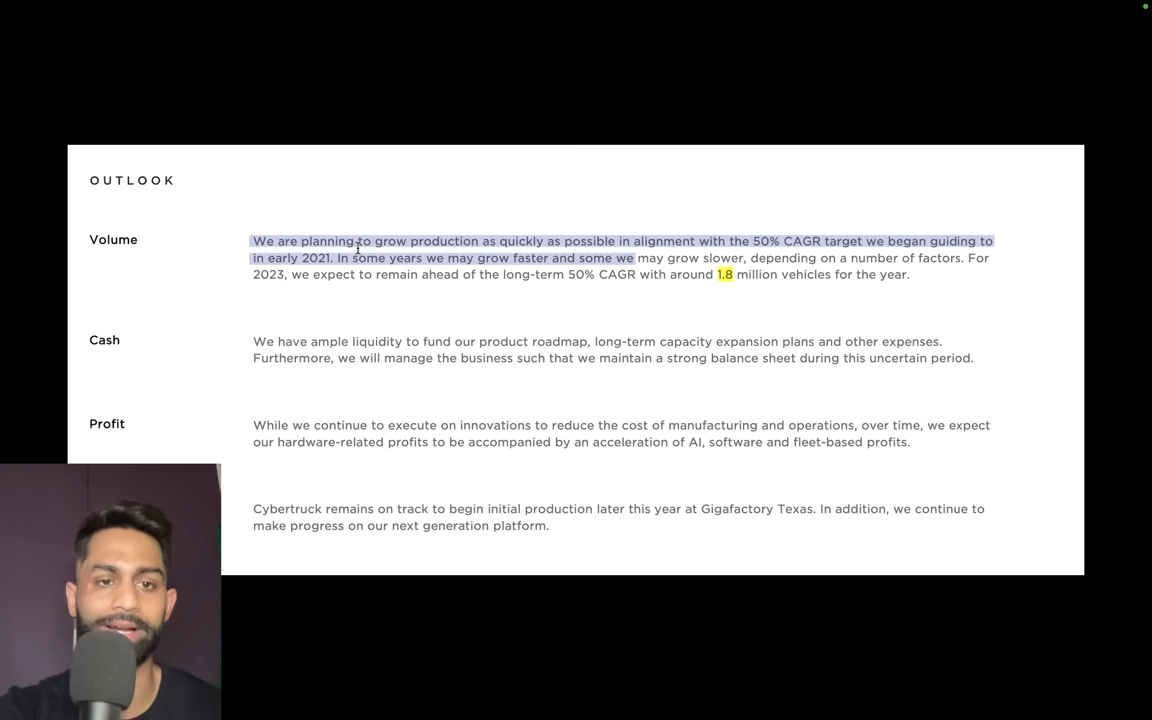 OUTLOOK
Volume
We are planning to grow production as quickly as possible in alignment with the 50% CAGR target we began guiding to
in early 2021. In some years we may grow faster and some we may grow slower, depending on a number of factors. For
2023, we expect to remain ahead of the long-term 50% CAGR with around 1.8 million vehicles for the year.
Cash
We have ample liquidity to fund our product roadmap, long-term capacity expansion plans and other expenses.
Furthermore, we will manage the business such that we maintain a strong balance sheet during this uncertain period.
Profit
While we continue to execute on innovations to reduce the cost of manufacturing and operations, over time, we expect
our hardware-related profits to be accompanied by an acceleration of AI, software and fleet-based profits.
Cybertruck remains on track to begin initial production later this year at Gigafactory Texas. In addition, we continue to
make progress on our next generation platform.